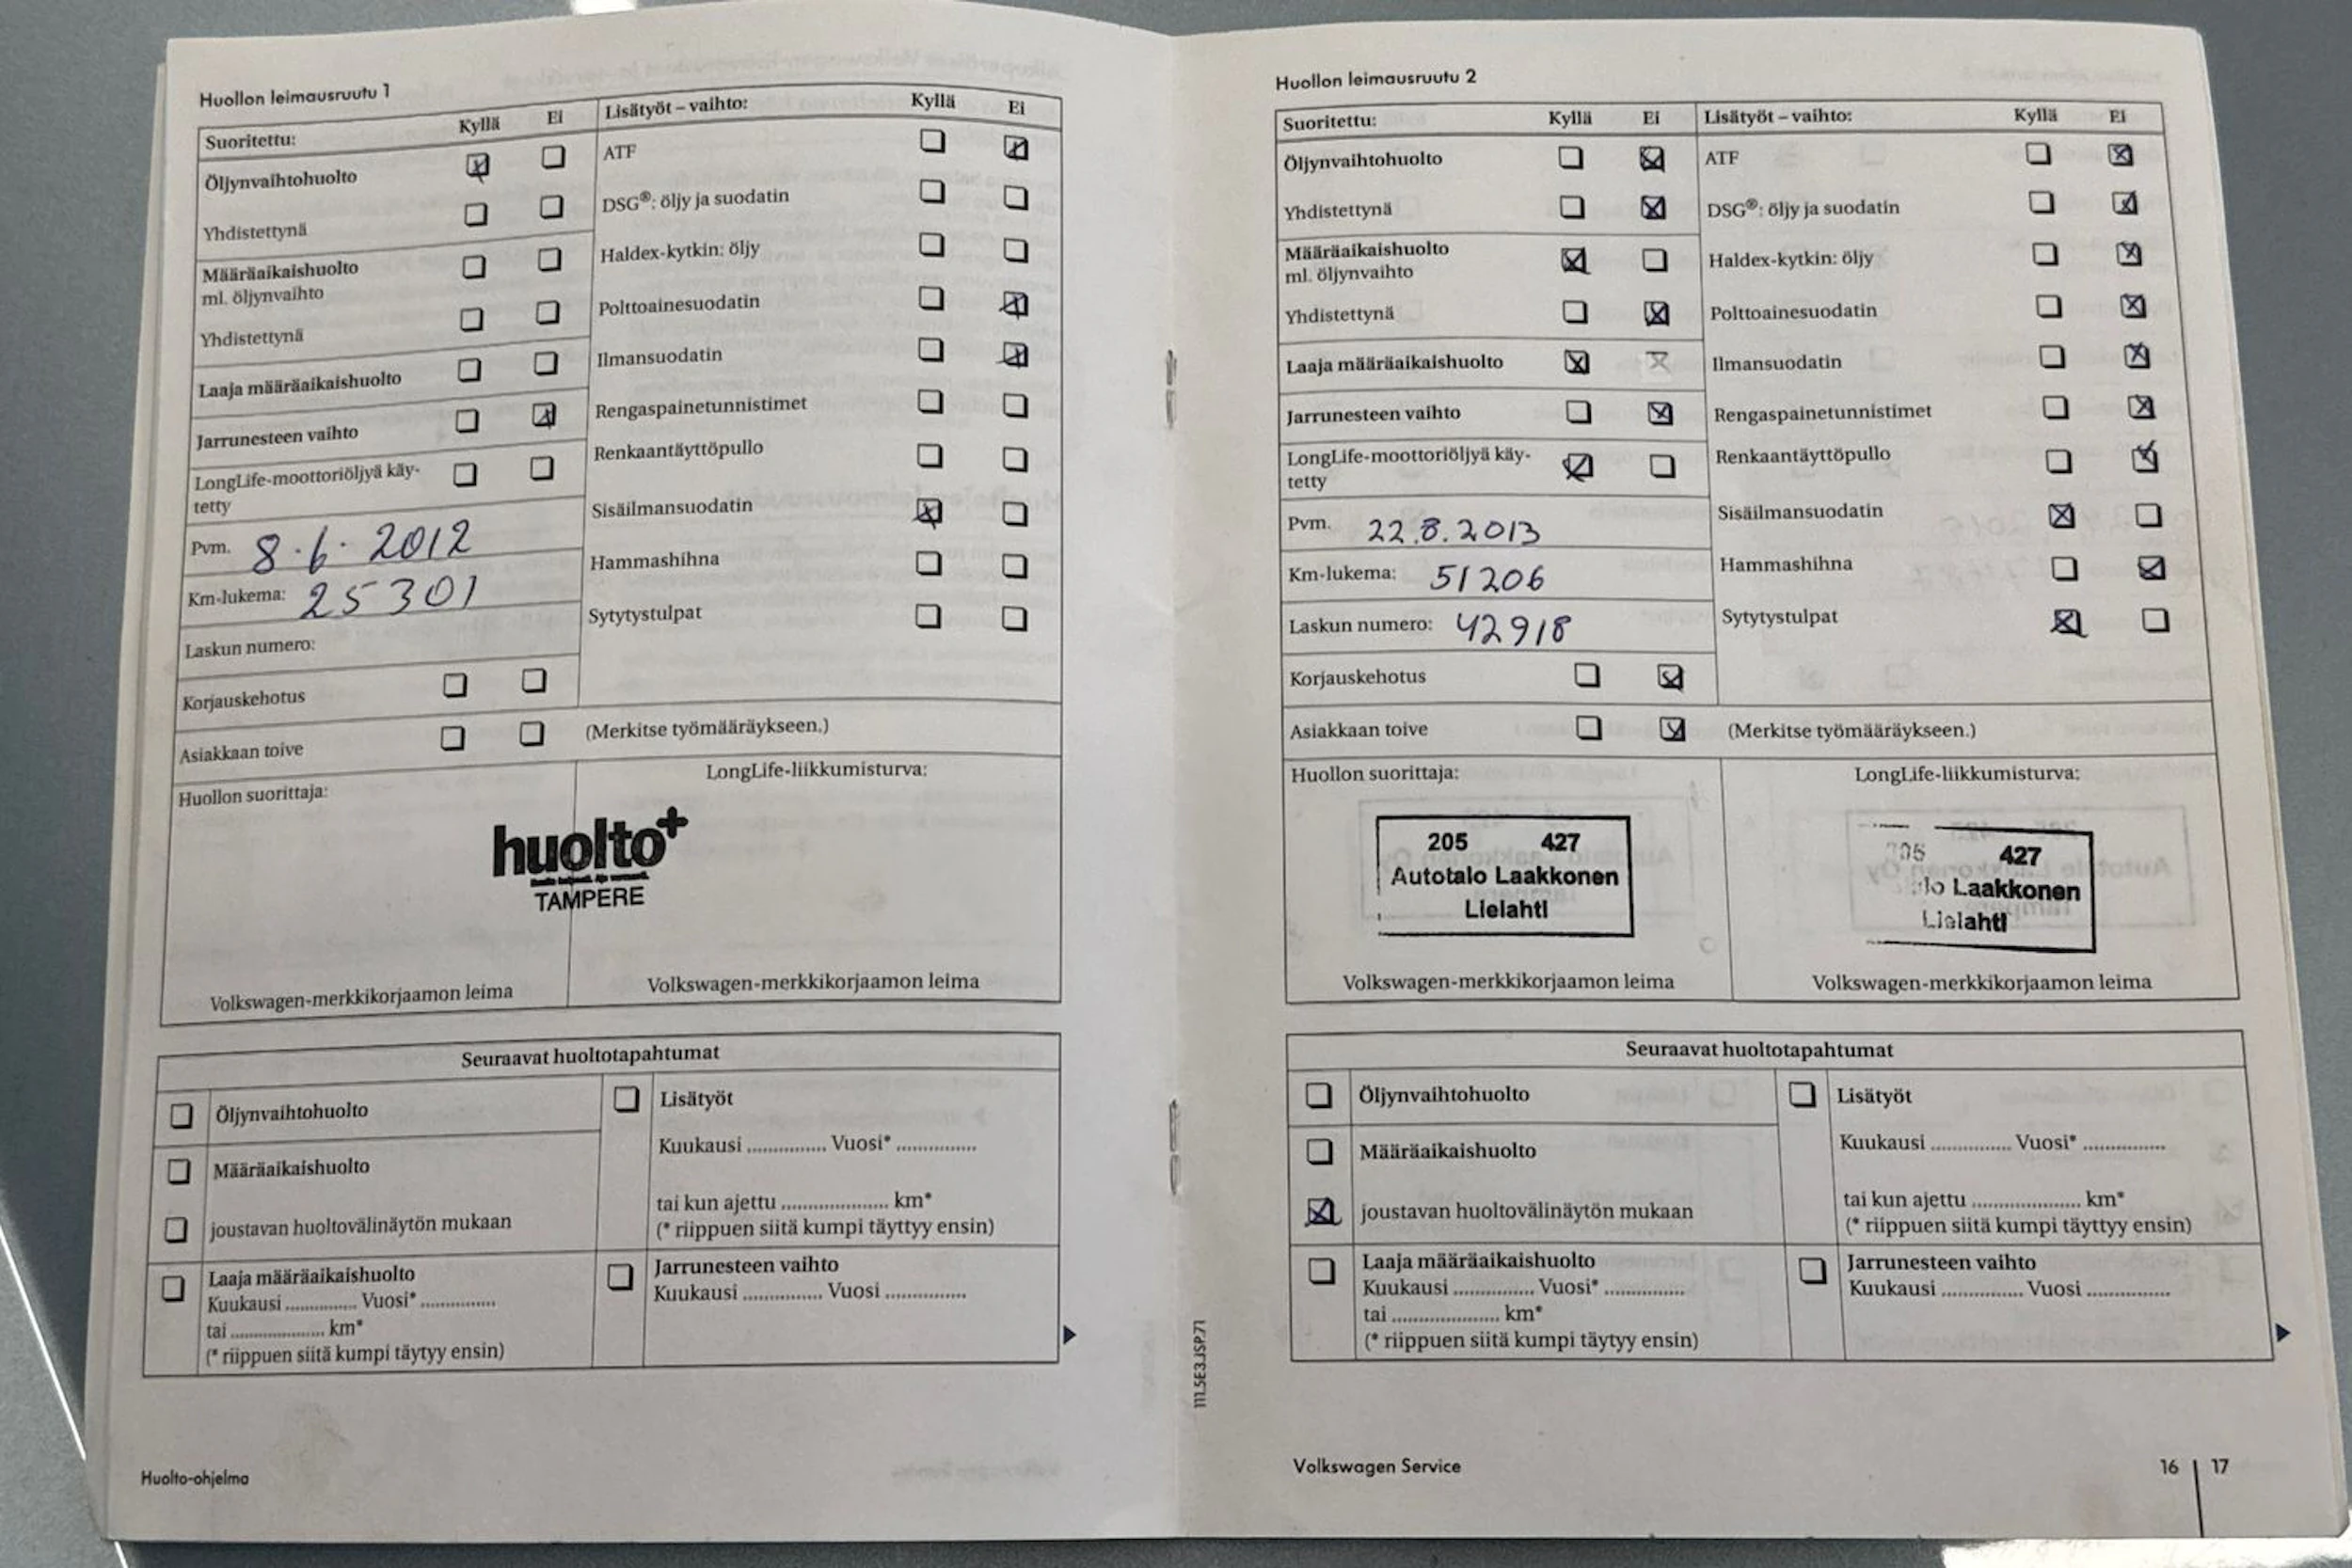 Huollon leimausruutu 1
Suoritettu: Kyllä Ei
Öljynvaihtohuolto
Yhdistettynä
Määräaikaishuolto
ml. öljynvaihto
Yhdistettynä
Laaja määräaikaishuolto
Jarrunesteen vaihto
LongLife-moottoriöljyä käy-
tetty
Pvm. 8.6. 2012
Km-lukema: 25301
Laskun numero:
Korjauskehotus
Asiakkaan toive
Lisätyöt – vaihto: Kyllä Ei
ATF
DSG®: öljy ja suodatin
Haldex-kytkin: öljy
Polttoainesuodatin
Ilmansuodatin
Rengaspainetunnistimet
Renkaantäyttöpullo
Sisäilmansuodatin
Hammashihna
Sytytystulpat
(Merkitse työmääräykseen.)
Huollon suorittaja:
LongLife-liikkumisturva:
huolto+
TAMPERE
Volkswagen-merkkikorjaamon leima
Volkswagen-merkkikorjaamon leima
Seuraavat huoltotapahtumat
Öljynvaihtohuolto
Määräaikaishuolto
joustavan huoltovälinäytön mukaan
Laaja määräaikaishuolto
Kuukausi .............. Vuosi* ..............
tai .................. km*
(* riippuen siitä kumpi täytyy ensin)
Lisätyöt
Kuukausi .............. Vuosi* ..............
tai kun ajettu ................... km*
(* riippuen siitä kumpi täyttyy ensin)
Jarrunesteen vaihto
Kuukausi .............. Vuosi ..............
Huolto-ohjelma
111.5E3.JSP.71
Huollon leimausruutu 2
Suoritettu: Kyllä Ei
Öljynvaihtohuolto
Yhdistettynä
Määräaikaishuolto
ml. öljynvaihto
Yhdistettynä
Laaja määräaikaishuolto
Jarrunesteen vaihto
LongLife-moottoriöljyä käy-
tetty
Pvm. 22.8.2013
Km-lukema: 51206
Laskun numero: 42918
Korjauskehotus
Asiakkaan toive
Lisätyöt – vaihto: Kyllä Ei
ATF
DSG®: öljy ja suodatin
Haldex-kytkin: öljy
Polttoainesuodatin
Ilmansuodatin
Rengaspainetunnistimet
Renkaantäyttöpullo
Sisäilmansuodatin
Hammashihna
Sytytystulpat
(Merkitse työmääräykseen.)
Huollon suorittaja:
205 427
Autotalo Laakkonen
Lielahti
Volkswagen-merkkikorjaamon leima
LongLife-liikkumisturva:
427
Laakkonen
Lielahti
Volkswagen-merkkikorjaamon leima
Seuraavat huoltotapahtumat
Öljynvaihtohuolto
Määräaikaishuolto
joustavan huoltovälinäytön mukaan
Laaja määräaikaishuolto
Kuukausi .............. Vuosi* ..............
tai ................... km*
(* riippuen siitä kumpi täytyy ensin)
Lisätyöt
Kuukausi .............. Vuosi* ..............
tai kun ajettu ................... km*
(* riippuen siitä kumpi täyttyy ensin)
Jarrunesteen vaihto
Kuukausi .............. Vuosi ..............
Volkswagen Service
16 | 17